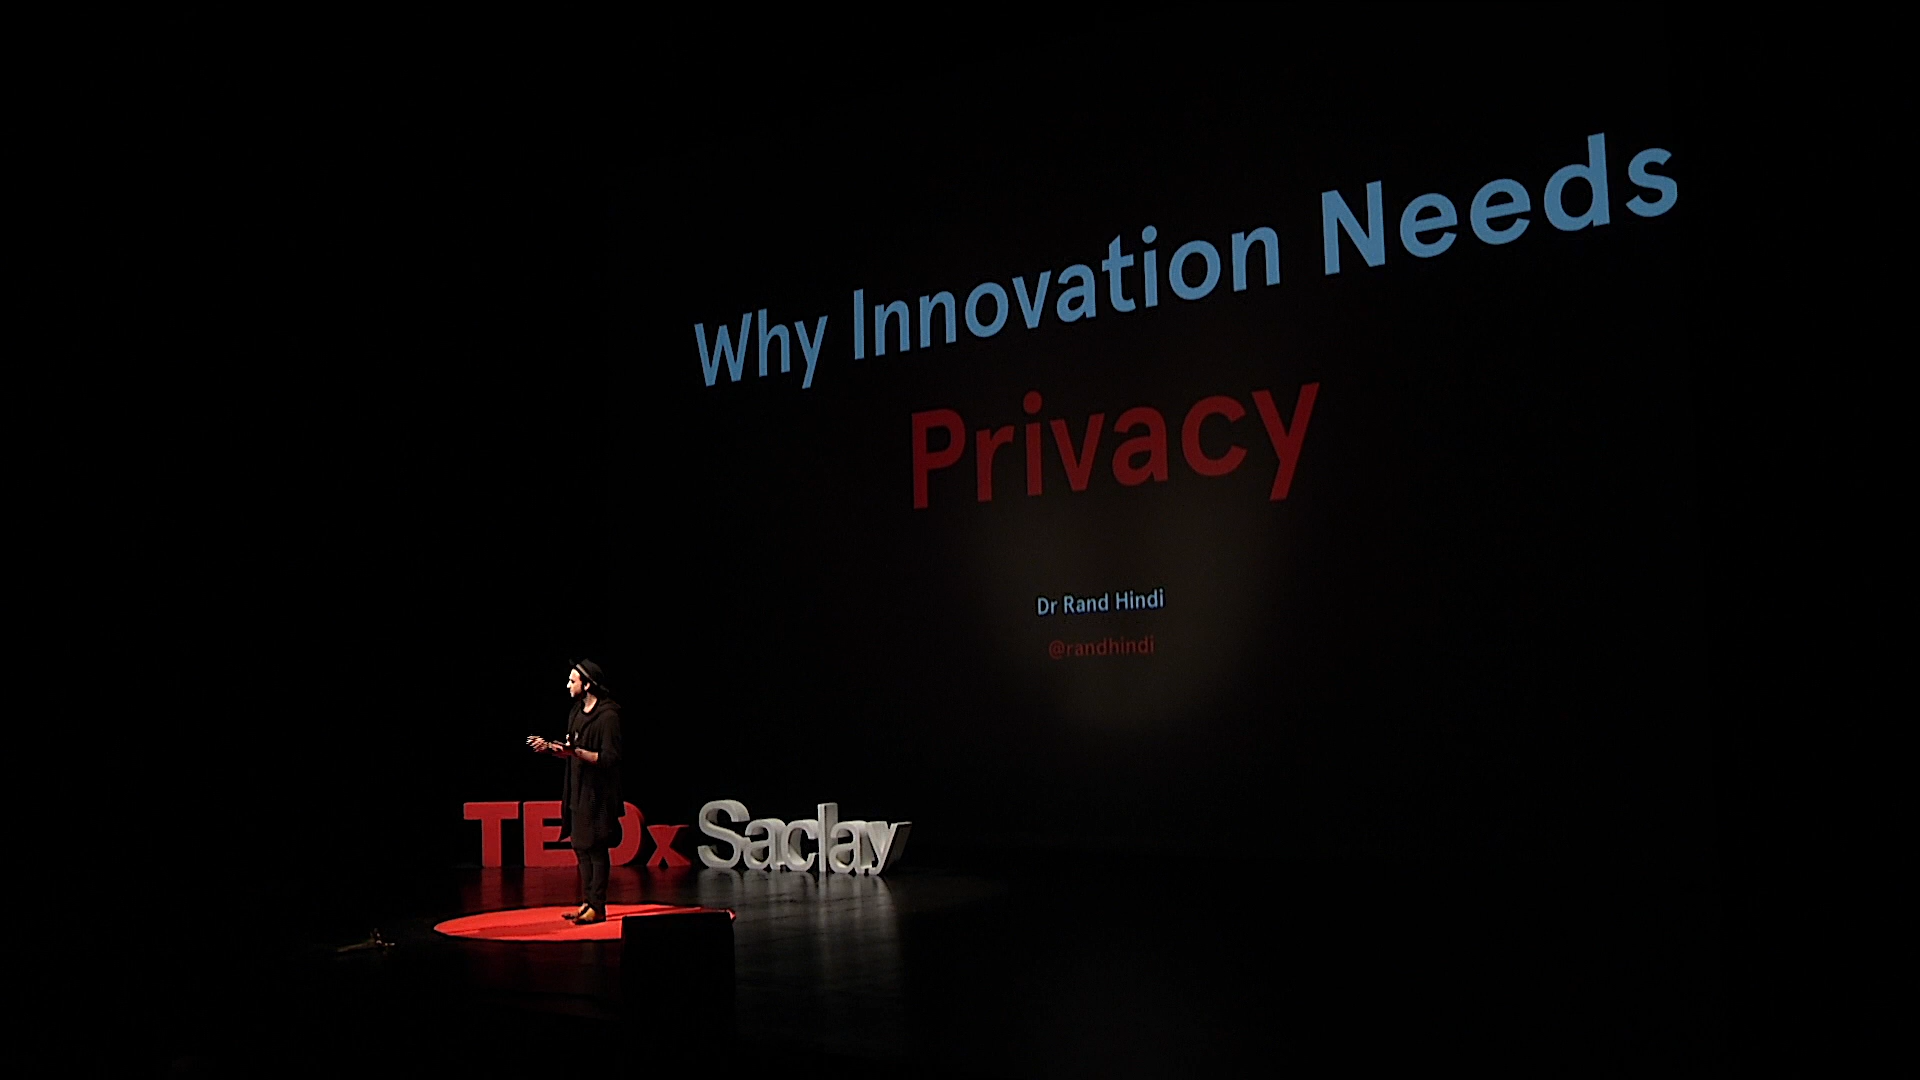 Why Innovation Needs
Privacy
Dr Rand Hindi
@randhindi
TEDx Saclay